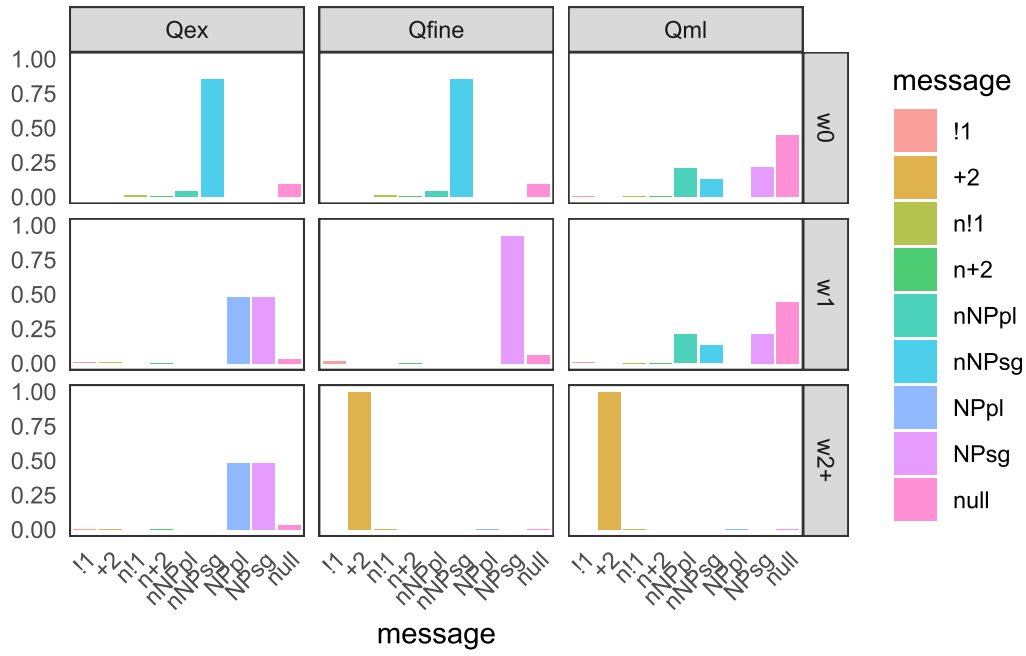 Qex Qfine Qml
1.00
0.75
0.50
0.25
0.00
w0
1.00
0.75
0.50
0.25
0.00
w1
1.00
0.75
0.50
0.25
0.00
w2+
!1 +2 n!1 n+2 nNPpl nNPsg NPpl NPsg null
!1 +2 n!1 n+2 nNPpl nNPsg NPpl NPsg null
!1 +2 n!1 n+2 nNPpl nNPsg NPpl NPsg null
message
message
!1
+2
n!1
n+2
nNPpl
nNPsg
NPpl
NPsg
null